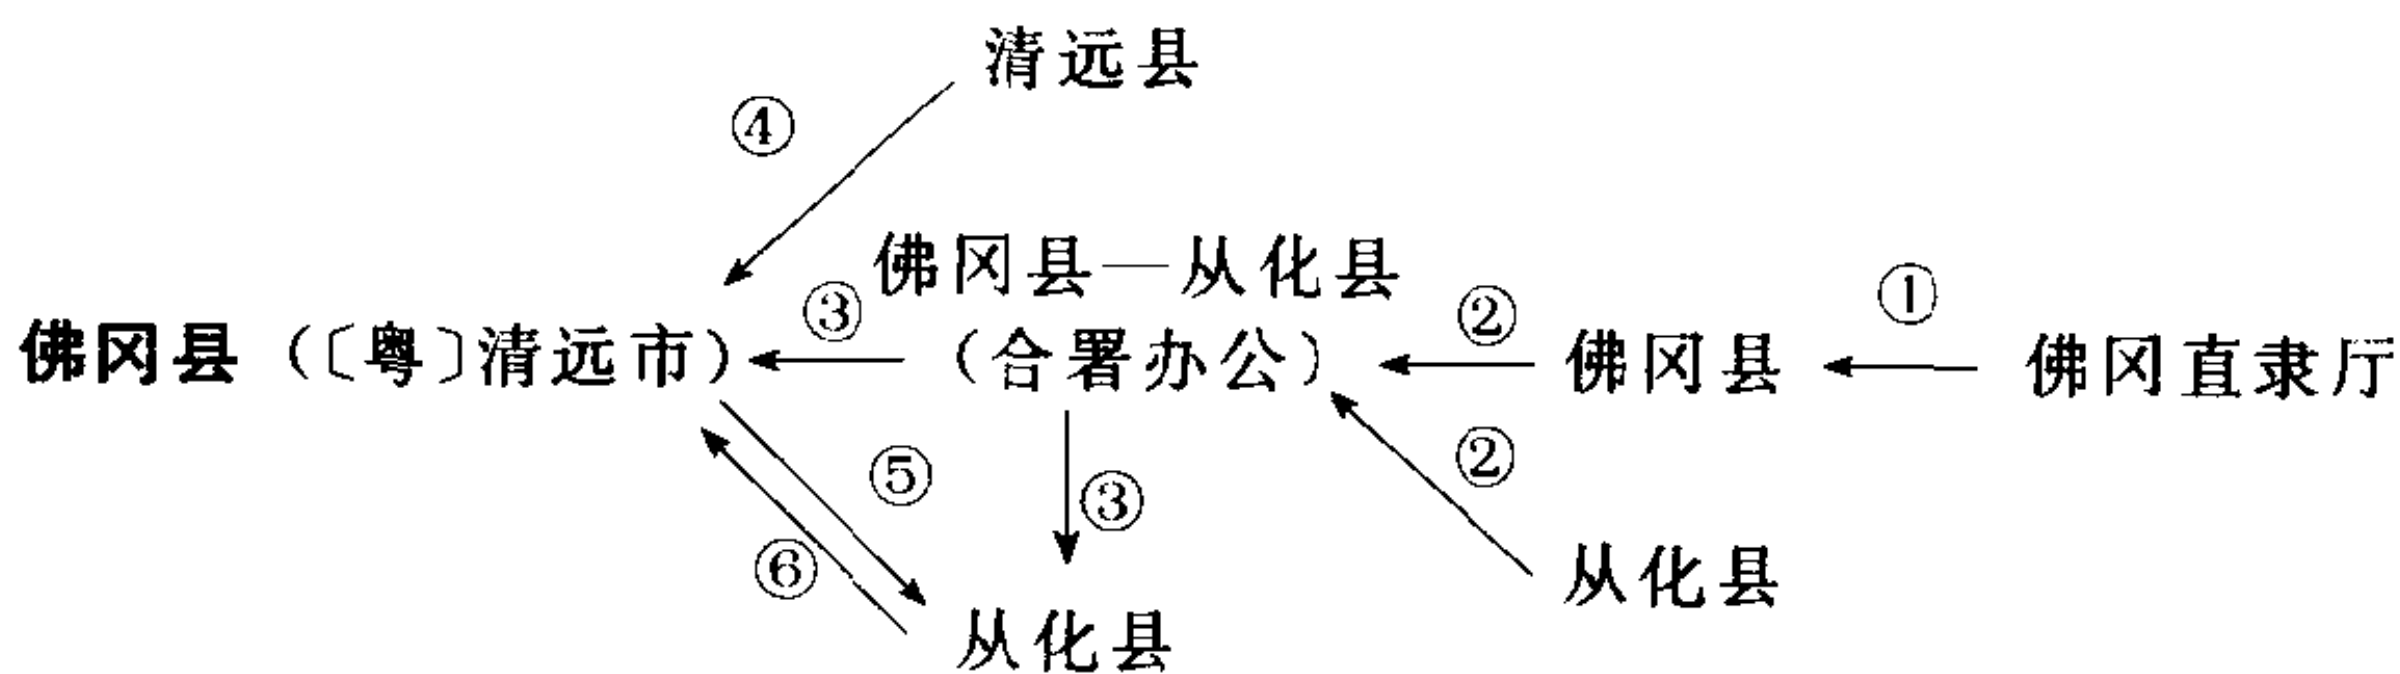 清远县
④
佛冈县—从化县
①
③
②
佛冈县（〔粤〕清远市）
（合署办公）
佛冈县
佛冈直隶厅
②
⑤
③
⑥
从化县
从化县